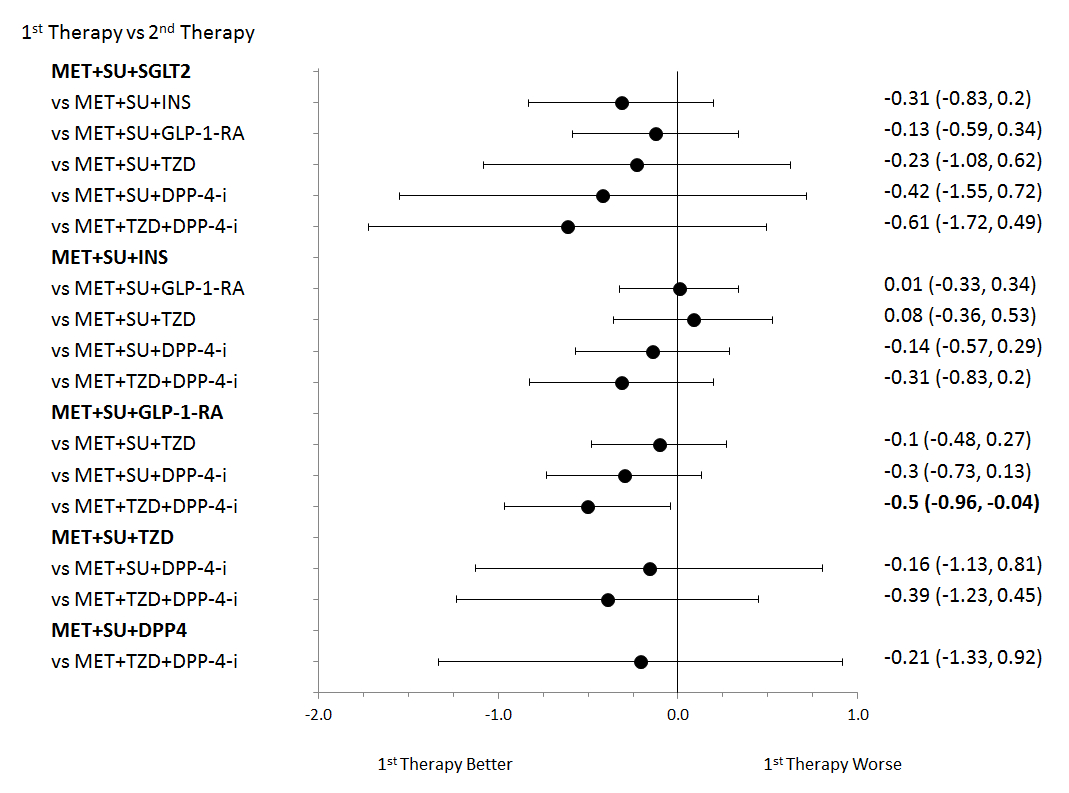 1st Therapy vs 2nd Therapy
MET+SU+SGLT2
vs MET+SU+INS -0.31 (-0.83, 0.2)
vs MET+SU+GLP-1-RA -0.13 (-0.59, 0.34)
vs MET+SU+TZD -0.23 (-1.08, 0.62)
vs MET+SU+DPP-4-i -0.42 (-1.55, 0.72)
vs MET+TZD+DPP-4-i -0.61 (-1.72, 0.49)
MET+SU+INS
vs MET+SU+GLP-1-RA 0.01 (-0.33, 0.34)
vs MET+SU+TZD 0.08 (-0.36, 0.53)
vs MET+SU+DPP-4-i -0.14 (-0.57, 0.29)
vs MET+TZD+DPP-4-i -0.31 (-0.83, 0.2)
MET+SU+GLP-1-RA
vs MET+SU+TZD -0.1 (-0.48, 0.27)
vs MET+SU+DPP-4-i -0.3 (-0.73, 0.13)
vs MET+TZD+DPP-4-i -0.5 (-0.96, -0.04)
MET+SU+TZD
vs MET+SU+DPP-4-i -0.16 (-1.13, 0.81)
vs MET+TZD+DPP-4-i -0.39 (-1.23, 0.45)
MET+SU+DPP4
vs MET+TZD+DPP-4-i -0.21 (-1.33, 0.92)
-2.0 -1.0 0.0 1.0
1st Therapy Better 1st Therapy Worse